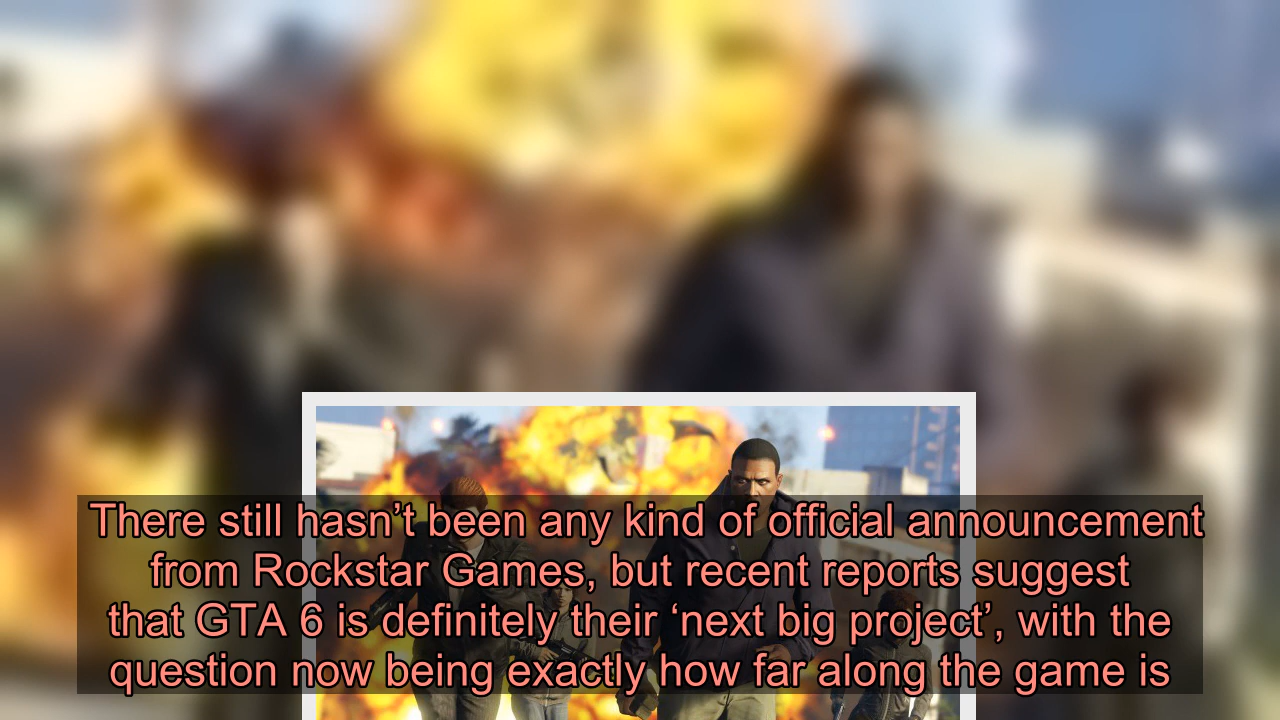 There still hasn’t been any kind of official announcement
from Rockstar Games, but recent reports suggest
that GTA 6 is definitely their ‘next big project’, with the
question now being exactly how far along the game is